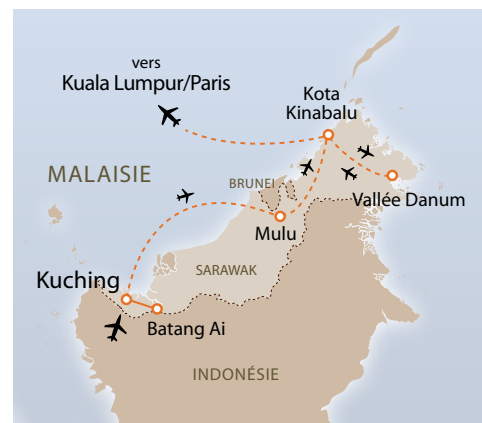 vers
Kuala Lumpur/Paris
Kota
Kinabalu
MALAISIE
BRUNEI
Vallée Danum
Mulu
SARAWAK
Kuching
Batang Ai
INDONÉSIE